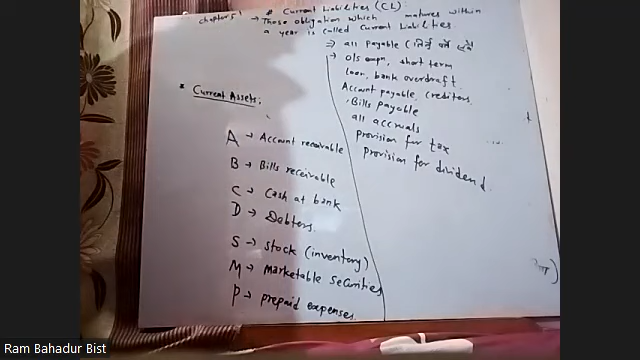 chapter 5
# Current Liabilities (CL).
→ Those obligation which matures within
a year is called Current Liabilities.
⇒ all payable (
→ o/s expn, short term
loan, bank overdraft.
Account payable, creditors,
Bills payable
all accruals
provision for tax
provision for dividend
* Current Assets:
A → Account receivable
B → Bills receivable
C → Cash at bank
D → Debtors.
S → Stock (inventory)
M → Marketable Securities
P → prepaid expenses.
Ram Bahadur Bist